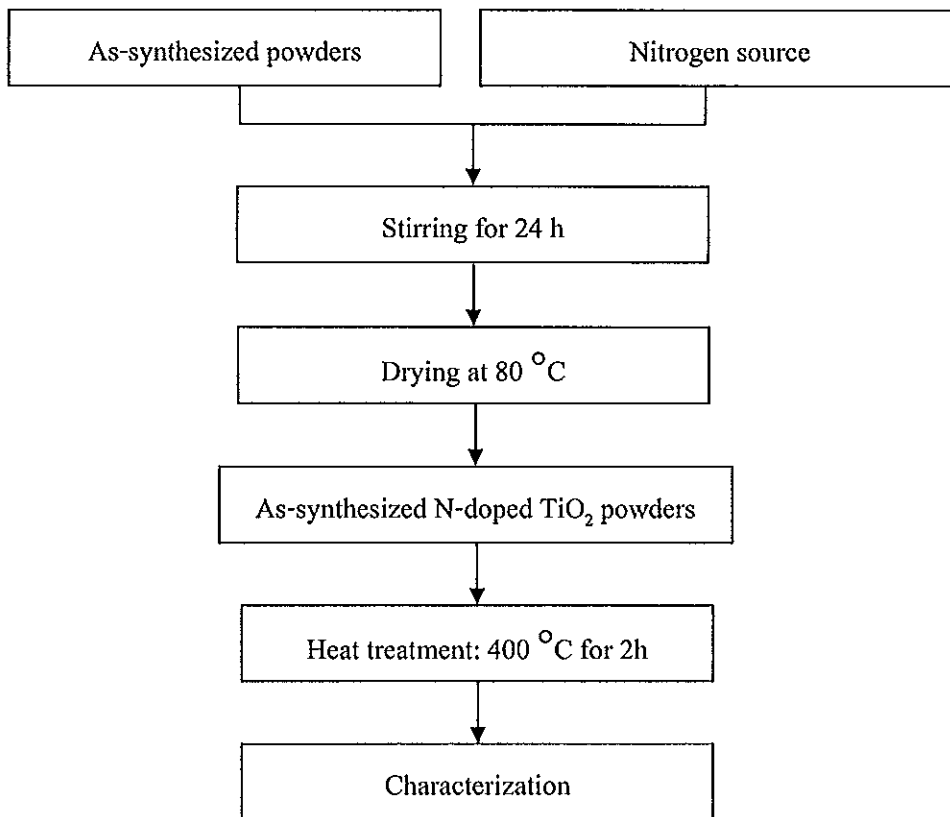 As-synthesized powders
Nitrogen source
Stirring for 24 h
Drying at 80 °C
As-synthesized N-doped TiO₂ powders
Heat treatment: 400 °C for 2h
Characterization